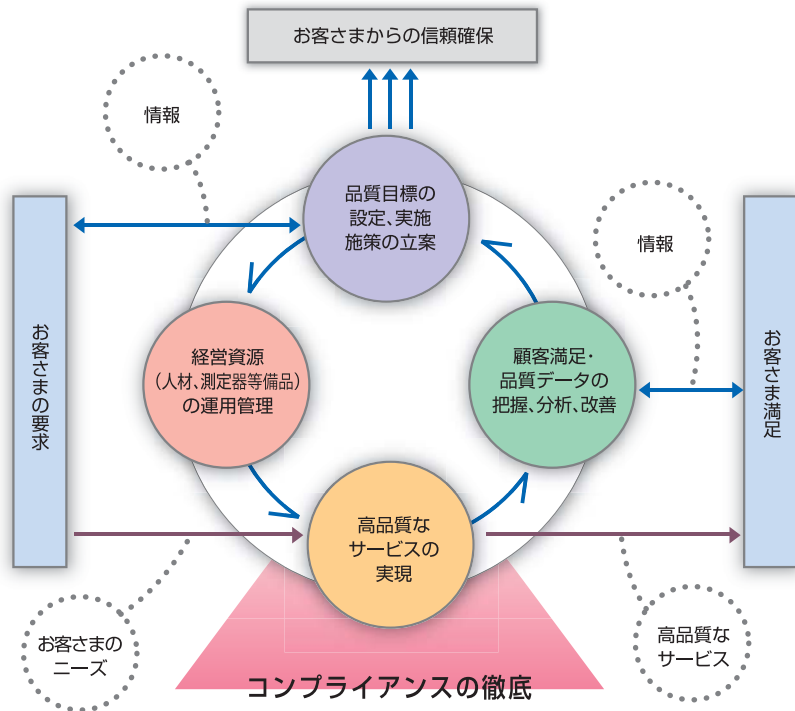 お客さまからの信頼確保
情報
品質目標の
設定、実施
施策の立案
情報
お客さまの要求
経営資源
（人材、測定器等備品）
の運用管理
顧客満足・
品質データの
把握、分析、改善
お客さま満足
高品質な
サービスの
実現
お客さまの
ニーズ
高品質な
サービス
コンプライアンスの徹底